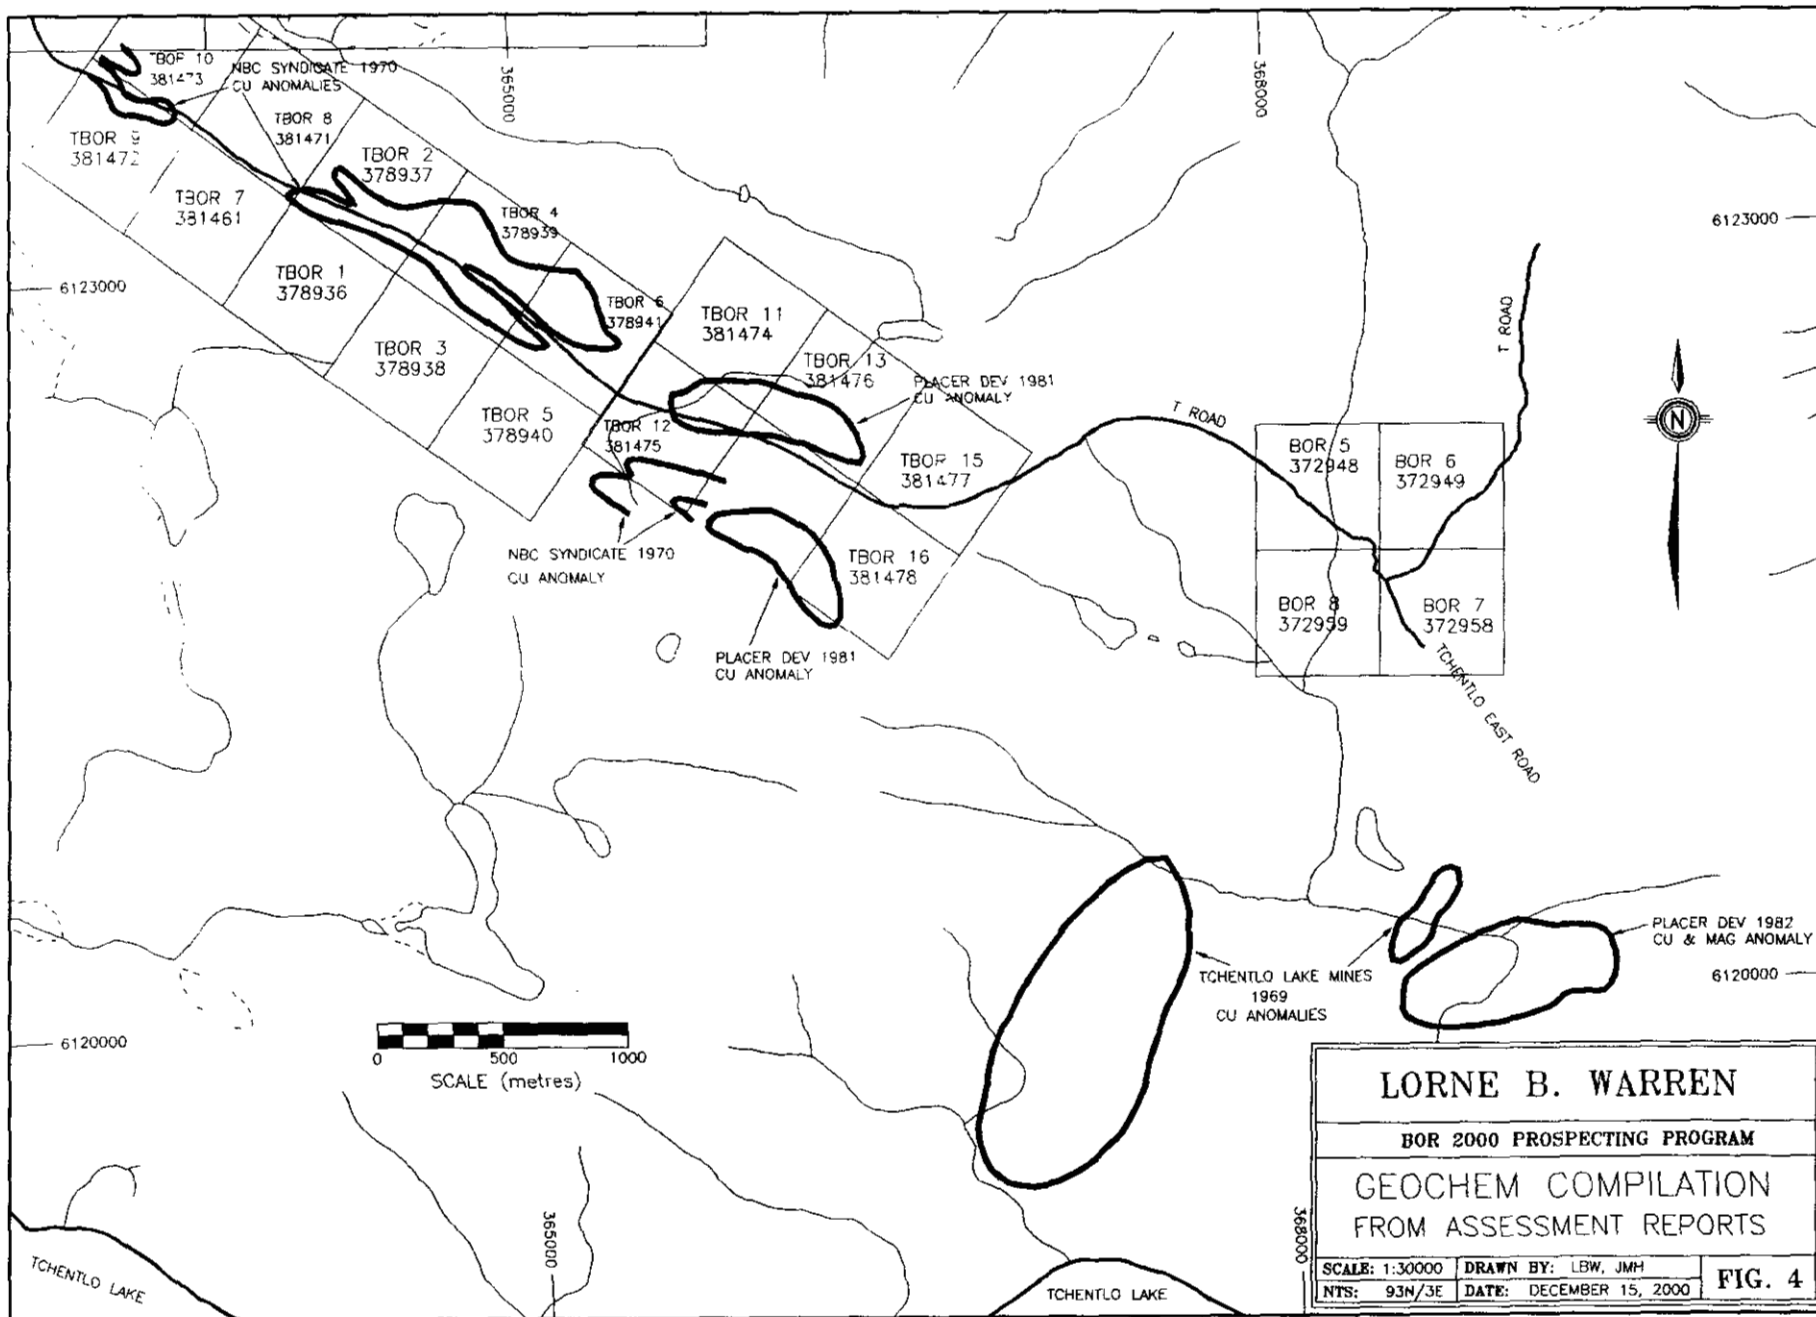 TBOF 10
381473
NBC SYNDICATE 1970
CU ANOMALIES
TBOR 9
381472
TBOR 8
381471
TBOR 7
381461
TBOR 2
378937
TBOR 4
378939
TBOR 1
378936
TBOR 6
378941
TBOR 3
378938
TBOR 5
378940
TBOR 11
381474
TBOR 13
381476
PLACER DEV 1981
CU ANOMALY
TBOR 12
381475
TBOR 15
381477
TBOR 16
381478
NBC SYNDICATE 1970
CU ANOMALY
PLACER DEV 1981
CU ANOMALY
365000
368000
6123000
6123000
T ROAD
T ROAD
BOR 5
372948
BOR 6
372949
BOR 8
372959
BOR 7
372958
TCHENTLO EAST ROAD
N
PLACER DEV 1982
CU & MAG ANOMALY
TCHENTLO LAKE MINES
1969
CU ANOMALIES
6120000
6120000
0 500 1000
SCALE (metres)
365000
368000
TCHENTLO LAKE
TCHENTLO LAKE
LORNE B. WARREN
BOR 2000 PROSPECTING PROGRAM
GEOCHEM COMPILATION
FROM ASSESSMENT REPORTS
SCALE: 1:30000 DRAWN BY: LBW, JMH
NTS: 93N/3E DATE: DECEMBER 15, 2000
FIG. 4